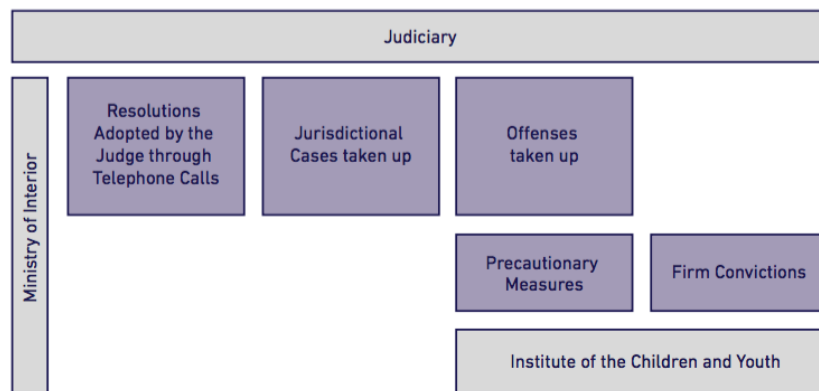 Judiciary
Ministry of Interior
Resolutions
Adopted by the
Judge through
Telephone Calls
Jurisdictional
Cases taken up
Offenses
taken up
Precautionary
Measures
Firm Convictions
Institute of the Children and Youth